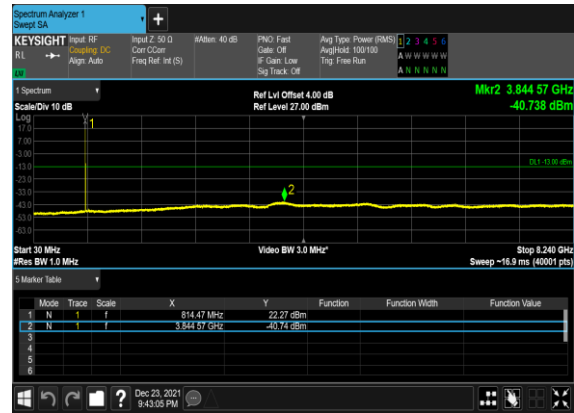 Spectrum Analyzer 1
Swept SA
+
KEYSIGHT Input: RF Input Z: 50 Ω #Atten: 40 dB PNO: Fast Avg Type: Power (RMS) 1 2 3 4 5 6
RL Coupling: DC Corr CCorr Gate: Off Avg|Hold: 100/100 A W W W W W
Align: Auto Freq Ref: Int (S) IF Gain: Low Trig: Free Run
LXI Sig Track: Off A N N N N N
1 Spectrum Ref Lvl Offset 4.00 dB Mkr2 3.844 57 GHz
Scale/Div 10 dB Ref Level 27.00 dBm -40.738 dBm
Log
1
17.0
7.00
-3.00
DL1 -13.00 dBm
-13.0
-23.0
-33.0
2
-43.0
-53.0
-63.0
Start 30 MHz Video BW 3.0 MHz* Stop 8.240 GHz
#Res BW 1.0 MHz Sweep ~16.9 ms (40001 pts)
5 Marker Table
Mode Trace Scale X Y Function Function Width Function Value
1 N 1 f 814.47 MHz 22.27 dBm
2 N 1 f 3.844 57 GHz -40.74 dBm
3
4
5
6
? Dec 23, 2021
9:43:05 PM